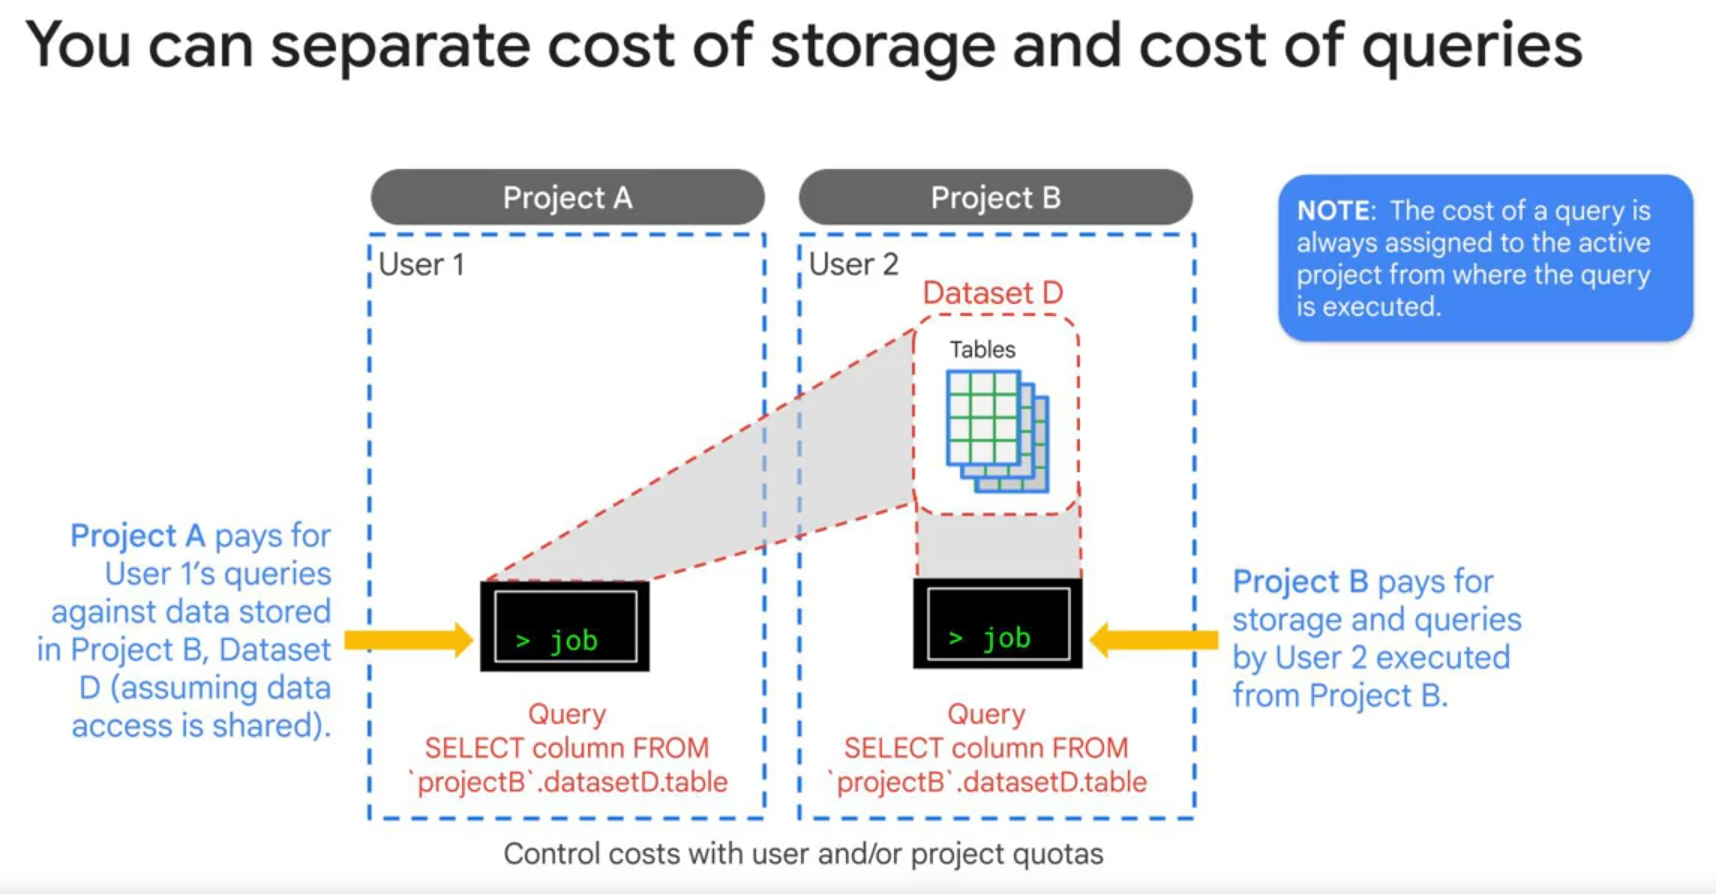 You can separate cost of storage and cost of queries
Project A
Project B
NOTE: The cost of a query is
always assigned to the active
project from where the query
is executed.
User 1
User 2
Dataset D
Tables
Project A pays for
User 1's queries
against data stored
in Project B, Dataset
D (assuming data
access is shared).
> job
> job
Project B pays for
storage and queries
by User 2 executed
from Project B.
Query
SELECT column FROM
`projectB`.datasetD.table
Query
SELECT column FROM
`projectB`.datasetD.table
Control costs with user and/or project quotas